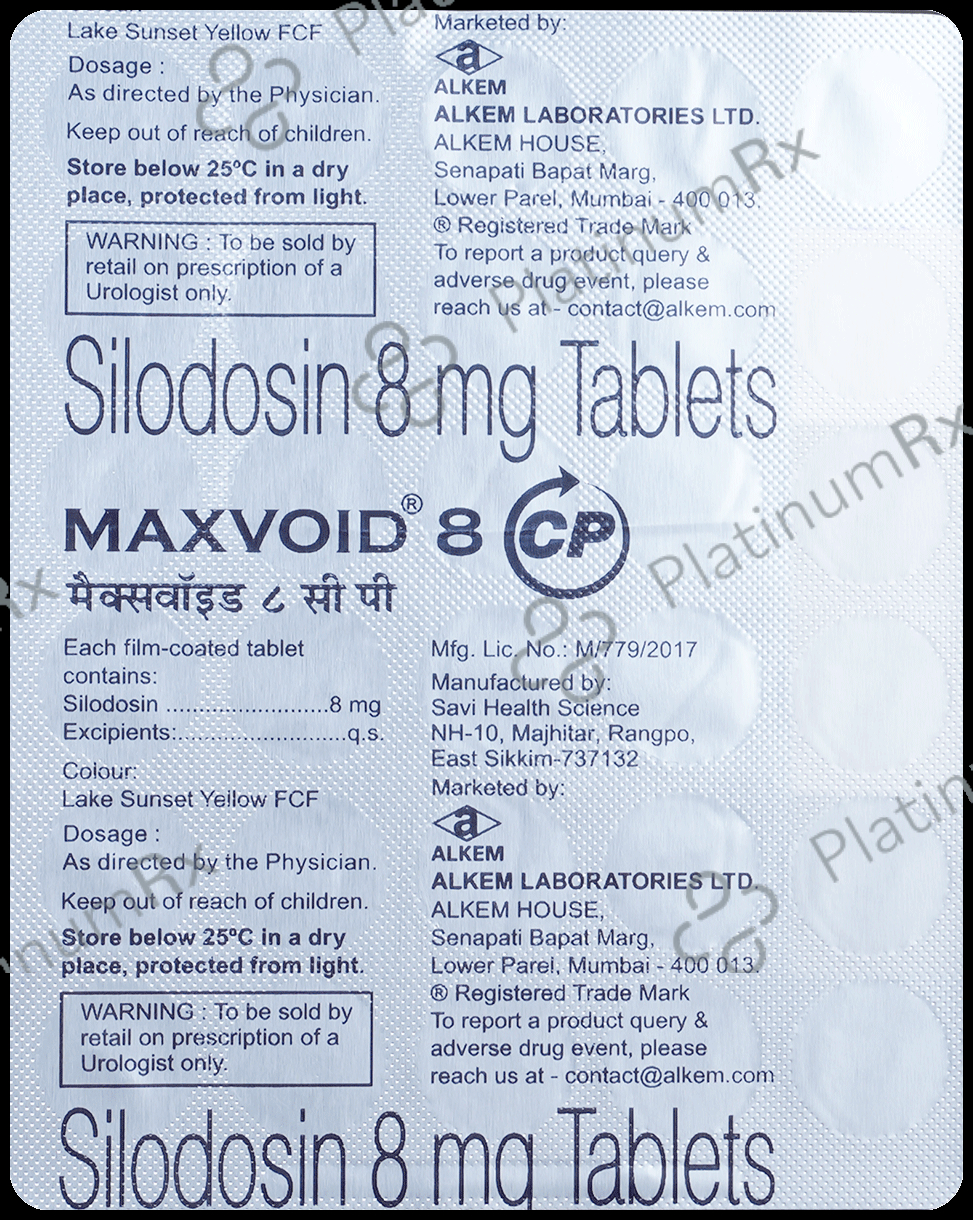 Lake Sunset Yellow FCF
Dosage :
As directed by the Physician.
Keep out of reach of children.
Store below 25ºC in a dry
place, protected from light.
WARNING : To be sold by
retail on prescription of a
Urologist only.
Marketed by:
a
ALKEM
ALKEM LABORATORIES LTD.
ALKEM HOUSE,
Senapati Bapat Marg,
Lower Parel, Mumbai - 400 013.
® Registered Trade Mark
To report a product query &
adverse drug event, please
reach us at - contact@alkem.com
Silodosin 8 mg Tablets
MAXVOID® 8 CP
मैक्सवॉइड ८ सी पी
Each film-coated tablet
contains:
Silodosin .........................8 mg
Excipients:..........................q.s.
Colour:
Lake Sunset Yellow FCF
Dosage :
As directed by the Physician.
Keep out of reach of children.
Store below 25ºC in a dry
place, protected from light.
WARNING : To be sold by
retail on prescription of a
Urologist only.
Mfg. Lic. No.: M/779/2017
Manufactured by:
Savi Health Science
NH-10, Majhitar, Rangpo,
East Sikkim-737132
Marketed by:
a
ALKEM
ALKEM LABORATORIES LTD.
ALKEM HOUSE,
Senapati Bapat Marg,
Lower Parel, Mumbai - 400 013.
® Registered Trade Mark
To report a product query &
adverse drug event, please
reach us at - contact@alkem.com
Silodosin 8 mg Tablets
PlatinumRx
PlatinumRx
PlatinumRx